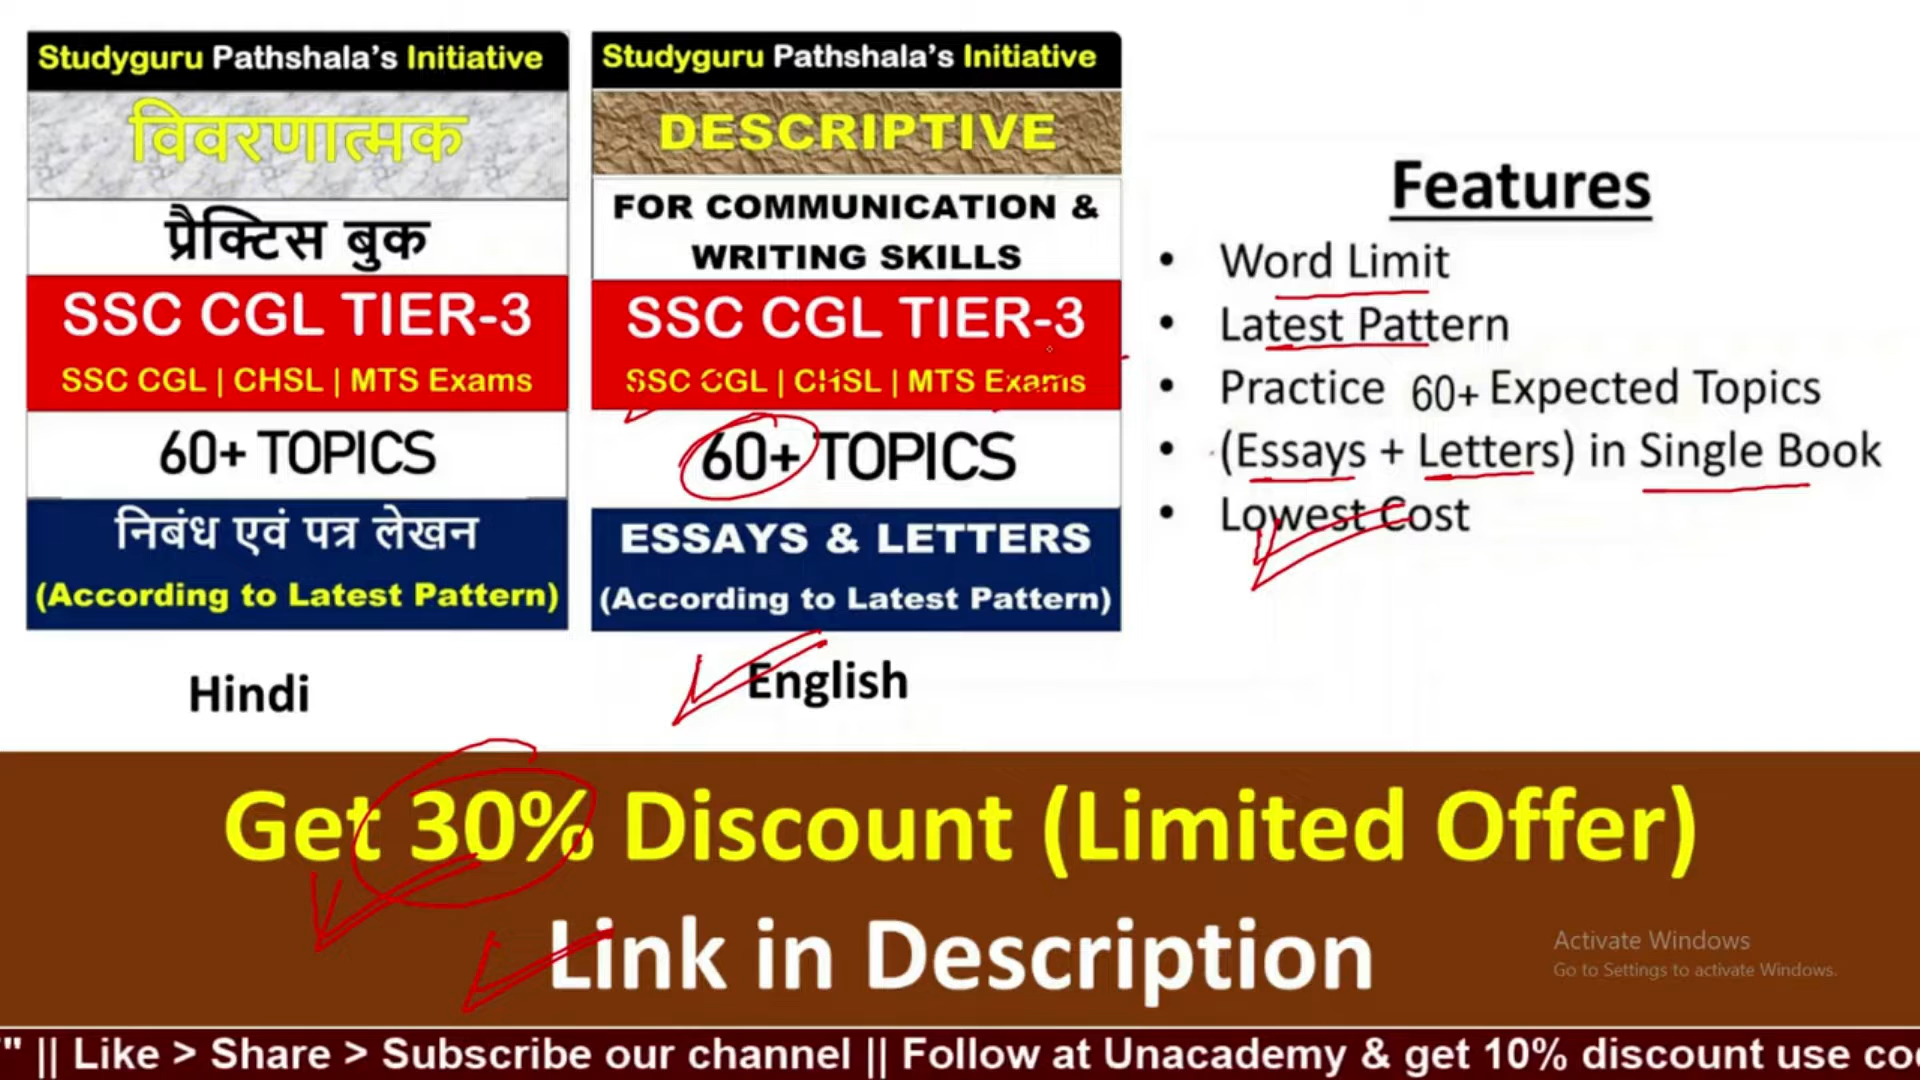 Studyguru Pathshala's Initiative
विवरणात्मक
प्रैक्टिस बुक
SSC CGL TIER-3
SSC CGL | CHSL | MTS Exams
60+ TOPICS
निबंध एवं पत्र लेखन
(According to Latest Pattern)
Hindi
Studyguru Pathshala's Initiative
DESCRIPTIVE
FOR COMMUNICATION &
WRITING SKILLS
SSC CGL TIER-3
SSC CGL | CHSL | MTS Exams
60+ TOPICS
ESSAYS & LETTERS
(According to Latest Pattern)
English
Features
• Word Limit
• Latest Pattern
• Practice 60+ Expected Topics
• (Essays + Letters) in Single Book
• Lowest Cost
Get 30% Discount (Limited Offer)
Link in Description
Activate Windows
Go to Settings to activate Windows.
" || Like > Share > Subscribe our channel || Follow at Unacademy & get 10% discount use